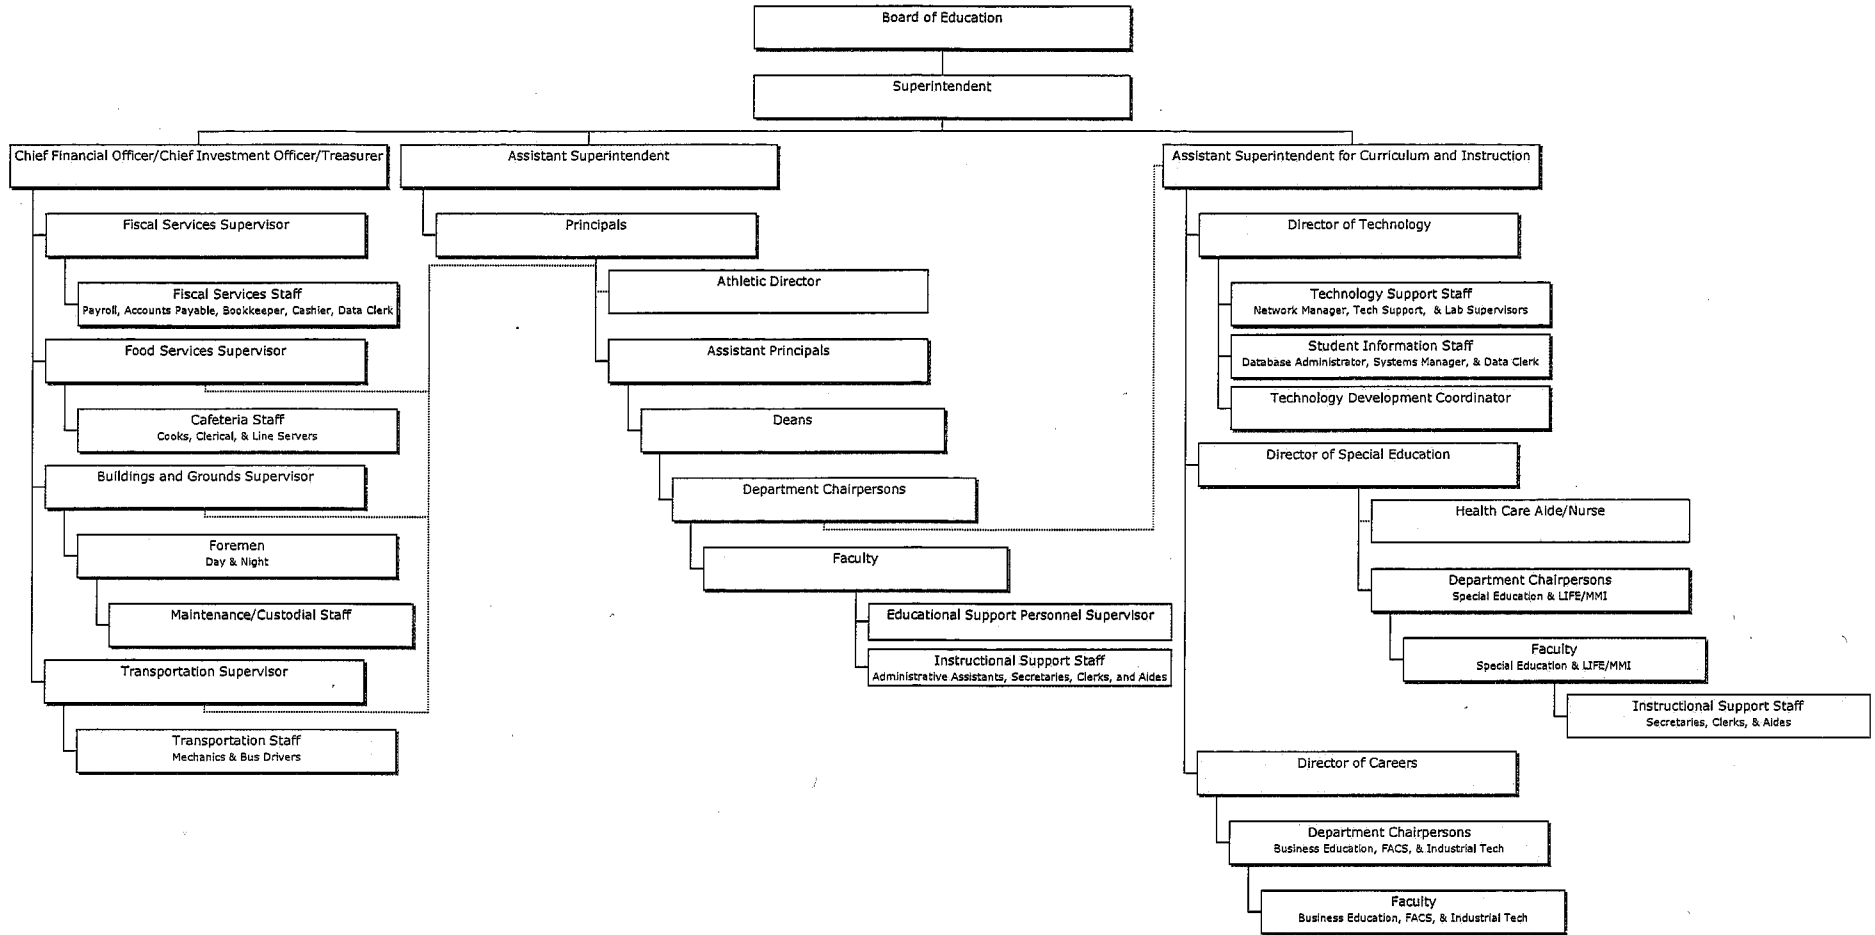 Board of Education
Superintendent
Chief Financial Officer/Chief Investment Officer/Treasurer
Fiscal Services Supervisor
Fiscal Services Staff
Payroll, Accounts Payable, Bookkeeper, Cashier, Data Clerk
Food Services Supervisor
Cafeteria Staff
Cooks, Clerical, & Line Servers
Buildings and Grounds Supervisor
Foremen
Day & Night
Maintenance/Custodial Staff
Transportation Supervisor
Transportation Staff
Mechanics & Bus Drivers
Assistant Superintendent
Principals
Athletic Director
Assistant Principals
Deans
Department Chairpersons
Faculty
Educational Support Personnel Supervisor
Instructional Support Staff
Administrative Assistants, Secretaries, Clerks, and Aides
Assistant Superintendent for Curriculum and Instruction
Director of Technology
Technology Support Staff
Network Manager, Tech Support, & Lab Supervisors
Student Information Staff
Database Administrator, Systems Manager, & Data Clerk
Technology Development Coordinator
Director of Special Education
Health Care Aide/Nurse
Department Chairpersons
Special Education & LIFE/MMI
Faculty
Special Education & LIFE/MMI
Instructional Support Staff
Secretaries, Clerks, & Aides
Director of Careers
Department Chairpersons
Business Education, FACS, & Industrial Tech
Faculty
Business Education, FACS, & Industrial Tech